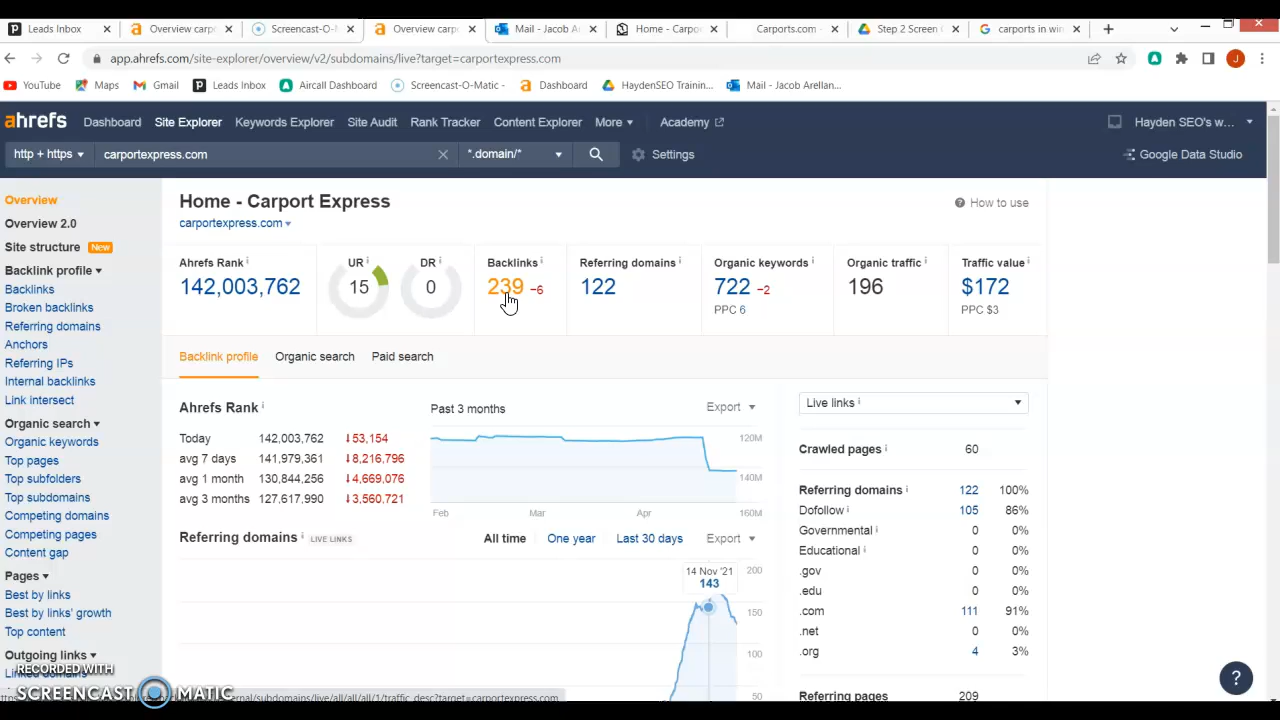 Leads Inbox
Overview carp
Screencast-O
Overview carp
Mail - Jacob A
Home - Carpo
Carports.com -
Step 2 Screen
carports in win
app.ahrefs.com/site-explorer/overview/v2/subdomains/live?target=carportexpress.com
J
YouTube
Maps
Gmail
Leads Inbox
Aircall Dashboard
Screencast-O-Matic -
Dashboard
HaydenSEO Trainin...
Mail - Jacob Arellan...
ahrefs
Dashboard
Site Explorer
Keywords Explorer
Site Audit
Rank Tracker
Content Explorer
More
Academy
Hayden SEO's w...
http + https
carportexpress.com
*.domain/*
Settings
Google Data Studio
Overview
Overview 2.0
Site structure New
Backlink profile
Backlinks
Broken backlinks
Referring domains
Anchors
Referring IPs
Internal backlinks
Link intersect
Organic search
Organic keywords
Top pages
Top subfolders
Top subdomains
Competing domains
Competing pages
Content gap
Pages
Best by links
Best by links' growth
Top content
Outgoing links
Home - Carport Express
How to use
carportexpress.com
Ahrefs Rank
142,003,762
UR
15
DR
0
Backlinks
239 −6
Referring domains
122
Organic keywords
722 −2
PPC 6
Organic traffic
196
Traffic value
$172
PPC $3
Backlink profile
Organic search
Paid search
Ahrefs Rank
Past 3 months
Export
Today 142,003,762 ↓53,154
avg 7 days 141,979,361 ↓8,216,796
avg 1 month 130,844,256 ↓4,669,076
avg 3 months 127,617,990 ↓3,560,721
120M
140M
160M
Feb Mar Apr
Referring domains LIVE LINKS
All time
One year
Last 30 days
Export
14 Nov '21
143
200
150
100
50
Live links
Crawled pages 60
Referring domains 122 100%
Dofollow 105 86%
Governmental 0 0%
Educational 0 0%
.gov 0 0%
.edu 0 0%
.com 111 91%
.net 0 0%
.org 4 3%
Referring pages 209
?
RECORDED WITH
SCREENCAST MATIC
ernal/subdomains/live/all/all/all/1/traffic_desc?target=carportexpress.com